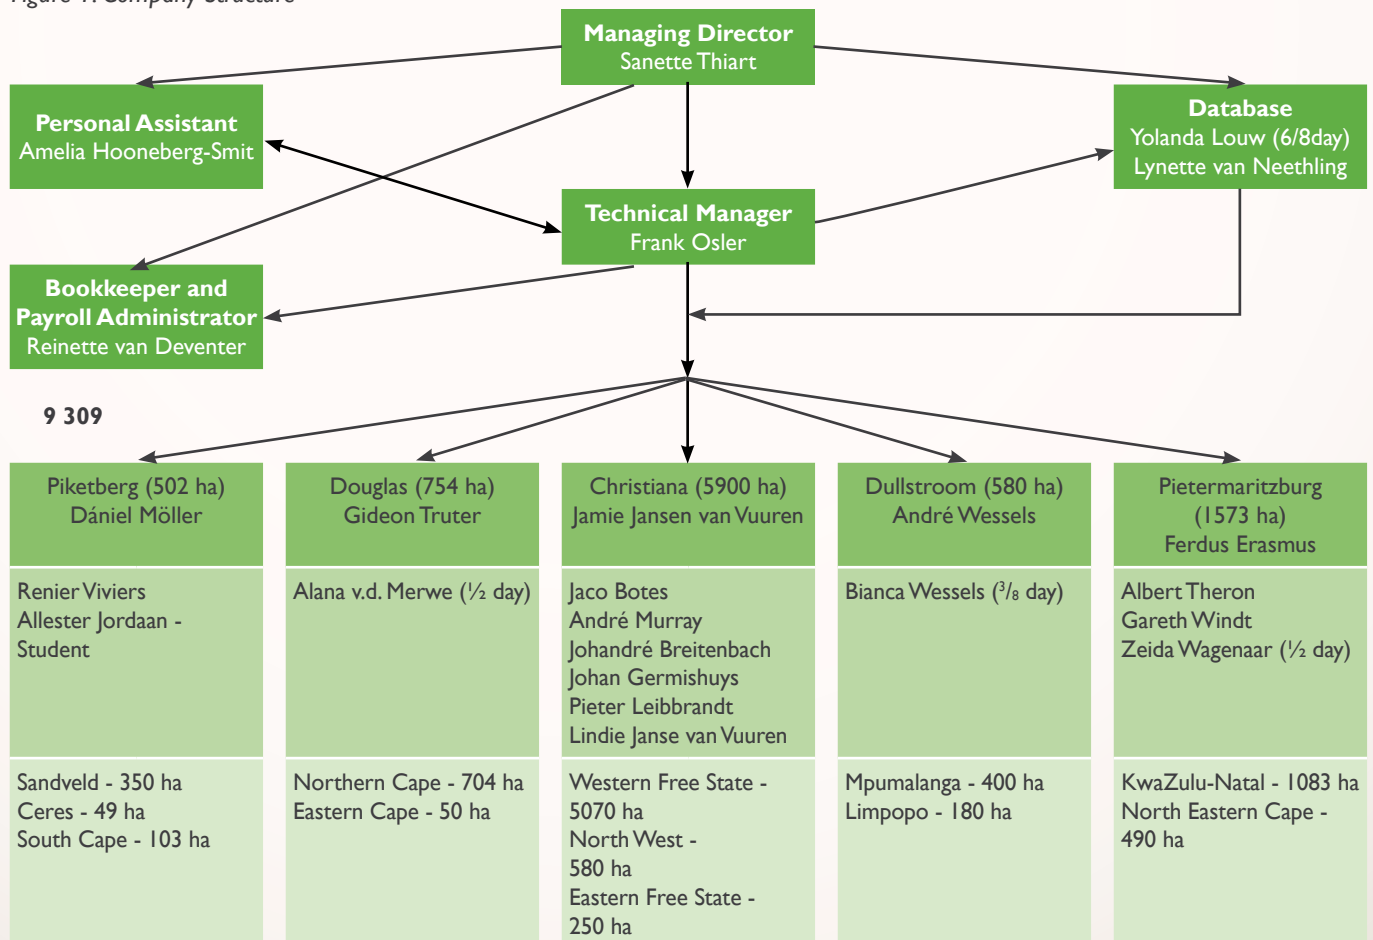 Figure 1: Company Structure
Managing Director
Sanette Thiart
Personal Assistant
Amelia Hooneberg-Smit
Database
Yolanda Louw (6/8day)
Lynette van Neethling
Technical Manager
Frank Osler
Bookkeeper and
Payroll Administrator
Reinette van Deventer
9 309
Piketberg (502 ha)
Dániel Möller
Douglas (754 ha)
Gideon Truter
Christiana (5900 ha)
Jamie Jansen van Vuuren
Dullstroom (580 ha)
André Wessels
Pietermaritzburg
(1573 ha)
Ferdus Erasmus
Renier Viviers
Allester Jordaan -
Student
Alana v.d. Merwe (½ day)
Jaco Botes
André Murray
Johandré Breitenbach
Johan Germishuys
Pieter Leibbrandt
Lindie Janse van Vuuren
Bianca Wessels (³/₈ day)
Albert Theron
Gareth Windt
Zeida Wagenaar (½ day)
Sandveld - 350 ha
Ceres - 49 ha
South Cape - 103 ha
Northern Cape - 704 ha
Eastern Cape - 50 ha
Western Free State -
5070 ha
North West -
580 ha
Eastern Free State -
250 ha
Mpumalanga - 400 ha
Limpopo - 180 ha
KwaZulu-Natal - 1083 ha
North Eastern Cape -
490 ha